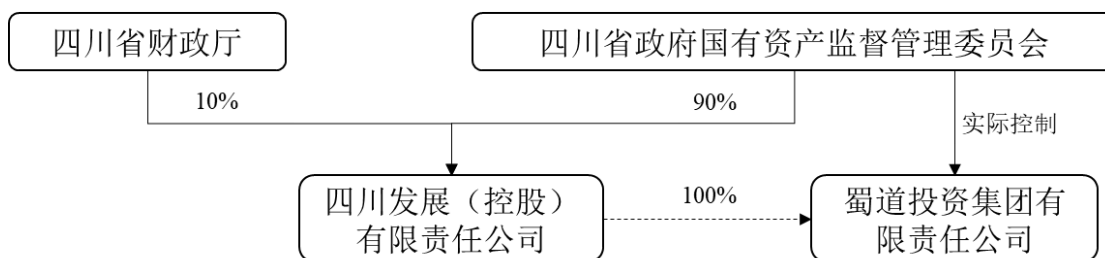 四川省财政厅
四川省政府国有资产监督管理委员会
10%
90%
实际控制
四川发展（控股）
有限责任公司
100%
蜀道投资集团有
限责任公司